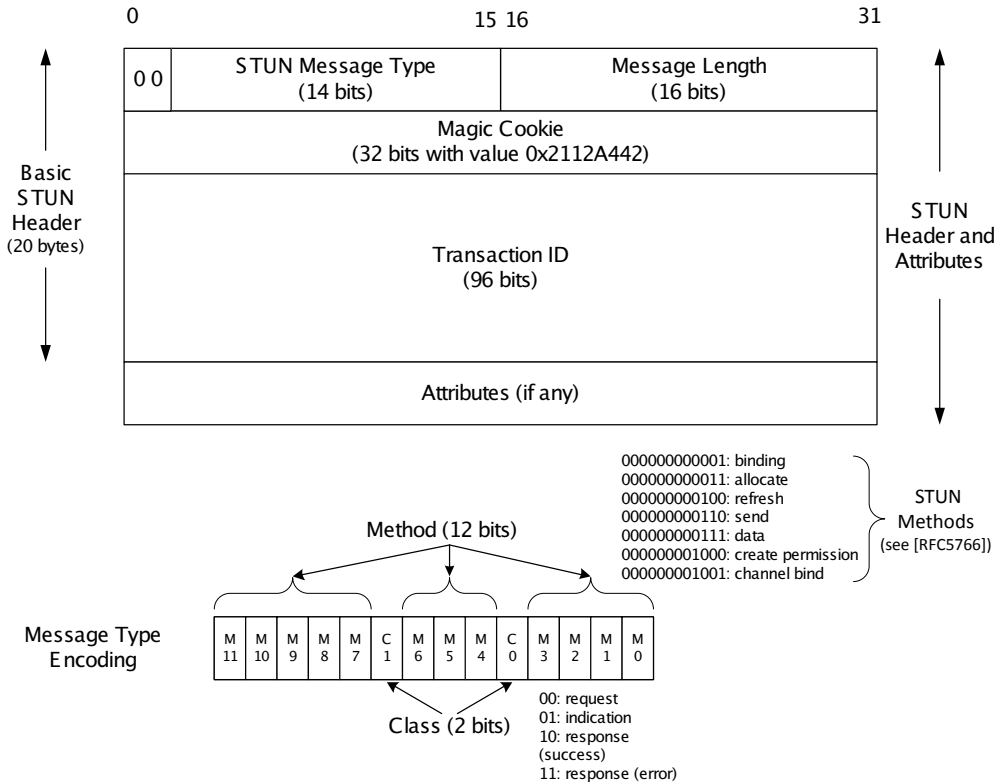 0 15 16 31
0 0
STUN Message Type
(14 bits)
Message Length
(16 bits)
Magic Cookie
(32 bits with value 0x2112A442)
Basic
STUN
Header
(20 bytes)
Transaction ID
(96 bits)
STUN
Header and
Attributes
Attributes (if any)
000000000001: binding
000000000011: allocate
000000000100: refresh
000000000110: send
000000000111: data
000000001000: create permission
000000001001: channel bind
STUN
Methods
(see [RFC5766])
Method (12 bits)
Message Type
Encoding
M M M M M C M M M C M M M M
11 10 9 8 7 1 6 5 4 0 3 2 1 0
Class (2 bits)
00: request
01: indication
10: response
(success)
11: response (error)